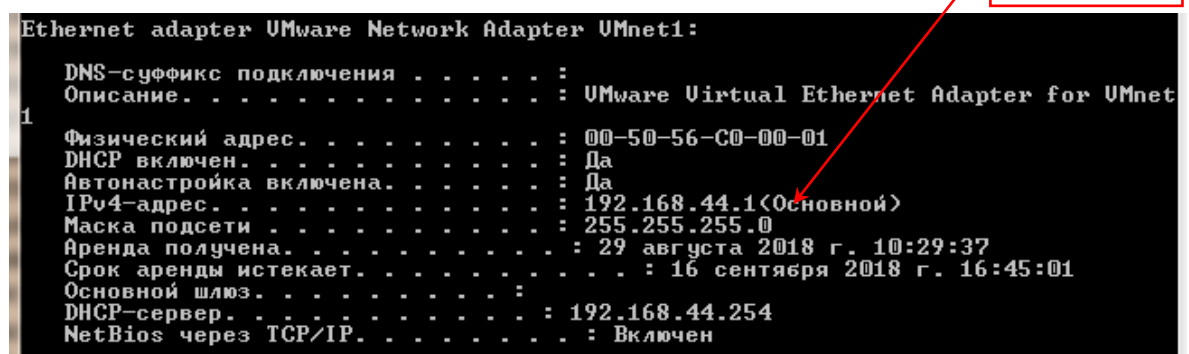 Ethernet adapter VMware Network Adapter VMnet1:
DNS-суффикс подключения . . . . . :
Описание. . . . . . . . . . . . . : VMware Virtual Ethernet Adapter for VMnet
1
Физический адрес. . . . . . . . . : 00-50-56-C0-00-01
DHCP включен. . . . . . . . . . . : Да
Автонастройка включена. . . . . . : Да
IPv4-адрес. . . . . . . . . . . . : 192.168.44.1(Основной)
Маска подсети . . . . . . . . . . : 255.255.255.0
Аренда получена. . . . . . . . . . : 29 августа 2018 г. 10:29:37
Срок аренды истекает. . . . . . . . . . : 16 сентября 2018 г. 16:45:01
Основной шлюз. . . . . . . . . :
DHCP-сервер. . . . . . . . . . . : 192.168.44.254
NetBios через TCP/IP. . . . . . . . : Включен